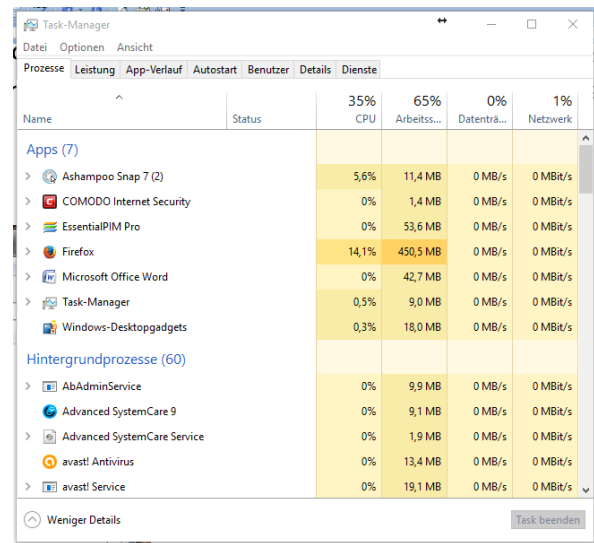 Task-Manager
Datei Optionen Ansicht
Prozesse Leistung App-Verlauf Autostart Benutzer Details Dienste
35% 65% 0% 1%
Name Status CPU Arbeitss... Datenträ... Netzwerk
Apps (7)
Ashampoo Snap 7 (2) 5,6% 11,4 MB 0 MB/s 0 MBit/s
COMODO Internet Security 0% 1,4 MB 0 MB/s 0 MBit/s
EssentialPIM Pro 0% 53,6 MB 0 MB/s 0 MBit/s
Firefox 14,1% 450,5 MB 0 MB/s 0 MBit/s
Microsoft Office Word 0% 42,7 MB 0 MB/s 0 MBit/s
Task-Manager 0,5% 9,0 MB 0 MB/s 0 MBit/s
Windows-Desktopgadgets 0,3% 18,0 MB 0 MB/s 0 MBit/s
Hintergrundprozesse (60)
AbAdminService 0% 9,9 MB 0 MB/s 0 MBit/s
Advanced SystemCare 9 0% 9,1 MB 0 MB/s 0 MBit/s
Advanced SystemCare Service 0% 1,9 MB 0 MB/s 0 MBit/s
avast! Antivirus 0% 13,4 MB 0 MB/s 0 MBit/s
avast! Service 0% 19,1 MB 0 MB/s 0 MBit/s
Weniger Details Task beenden